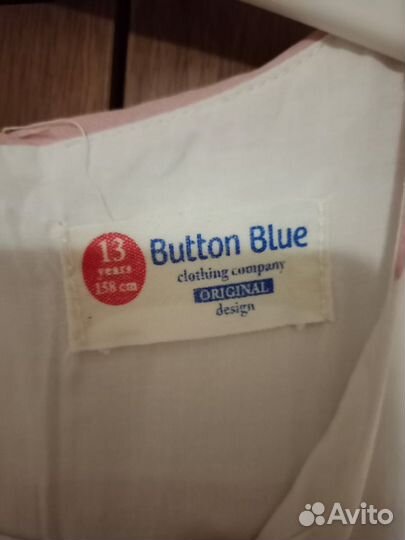 13
years
158 cm
Button Blue
clothing company
ORIGINAL
design
Avito